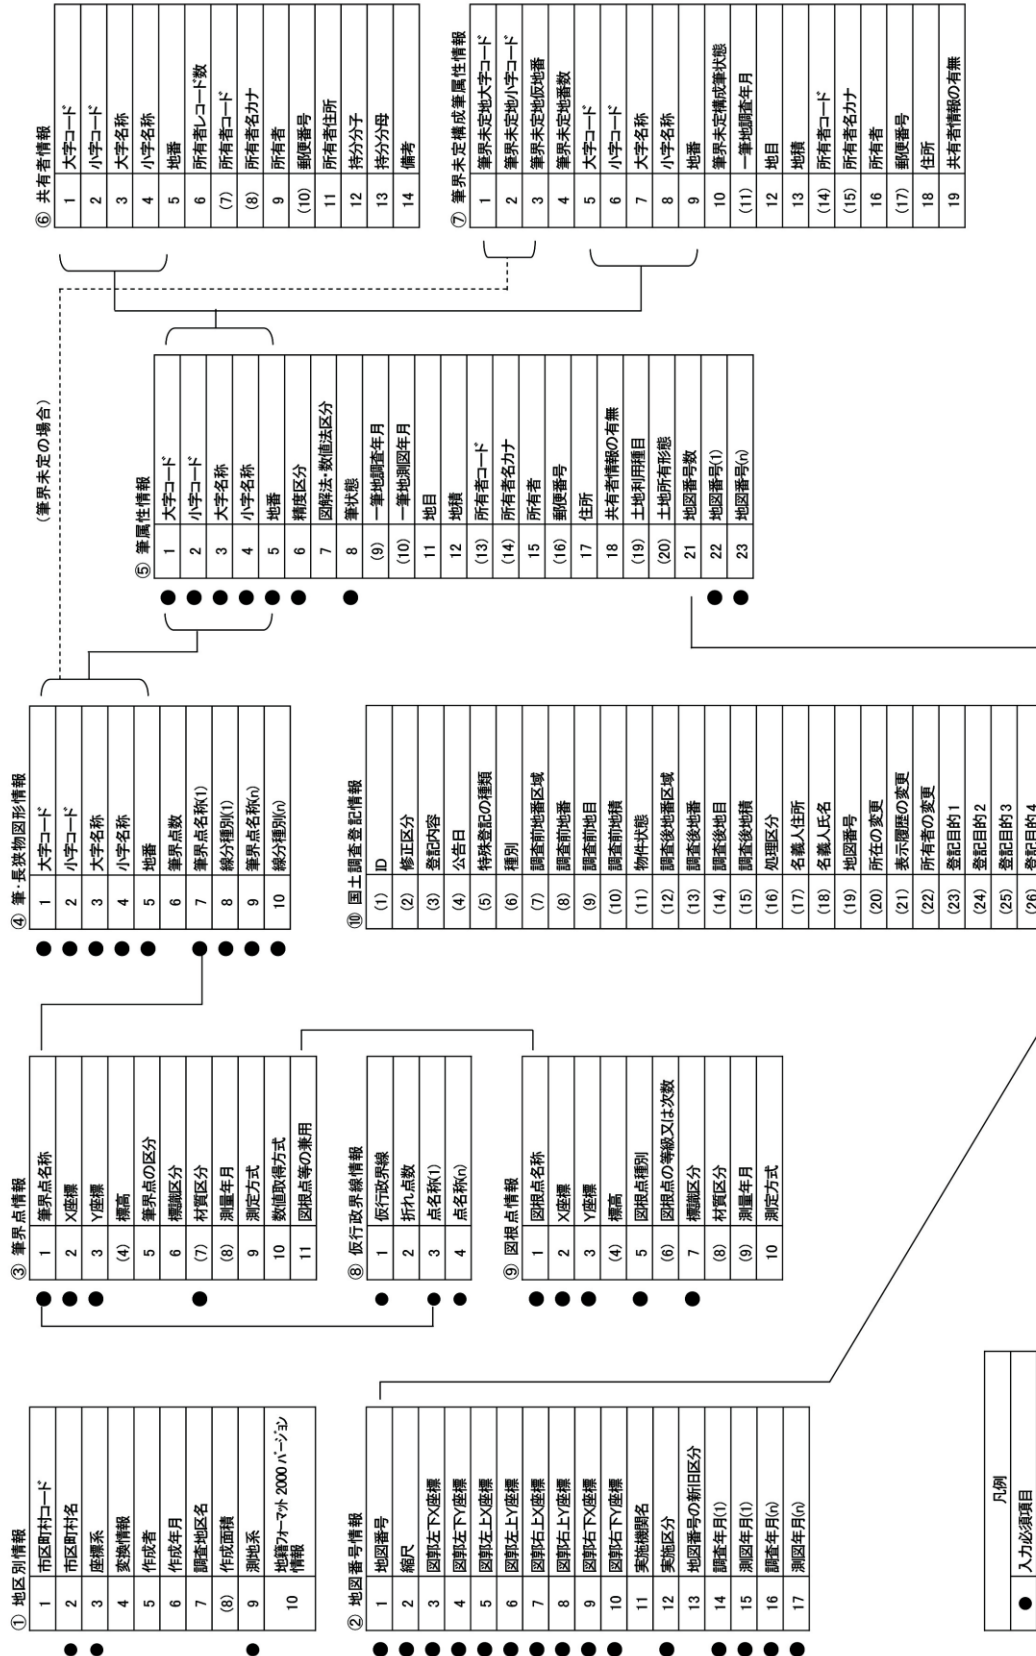 ① 地区別情報
1 市区町村コード
● 2 市区町村名
● 3 座標系
4 変換情報
5 作成者
6 作成年月
7 調査地区名
(8) 作成面積
● 9 測地系
10 地籍フォーマット2000バージョン
情報
② 地図番号情報
● 1 地図番号
● 2 縮尺
● 3 図郭左下X座標
● 4 図郭左下Y座標
● 5 図郭左上X座標
● 6 図郭左上Y座標
● 7 図郭右上X座標
● 8 図郭右上Y座標
● 9 図郭右下X座標
● 10 図郭右下Y座標
11 実施機関名
● 12 実施区分
13 地図番号の新旧区分
● 14 調査年月(1)
● 15 測図年月(1)
● 16 調査年月(n)
● 17 測図年月(n)
凡例
● 入力必須項目
③ 筆界点情報
● 1 筆界点名称
● 2 X座標
● 3 Y座標
(4) 標高
5 筆界点の区分
6 標識区分
● (7) 材質区分
(8) 測量年月
9 測定方式
10 数値取得方式
11 図根点等の兼用
⑧ 仮行政界線情報
● 1 仮行政界線
2 折れ点数
● 3 点名称(1)
● 4 点名称(n)
⑨ 図根点情報
● 1 図根点名称
● 2 X座標
● 3 Y座標
(4) 標高
● 5 図根点種別
(6) 図根点の等級又は次数
● 7 標識区分
(8) 材質区分
(9) 測量年月
10 測定方式
④ 筆・長狭物図形情報
● 1 大字コード
● 2 小字コード
● 3 大字名称
● 4 小字名称
● 5 地番
6 筆界点数
● 7 筆界点名称(1)
● 8 線分種別(1)
● 9 筆界点名称(n)
● 10 線分種別(n)
⑩ 国土調査登記情報
(1) ID
(2) 修正区分
(3) 登記内容
(4) 公告日
(5) 特殊登記の種類
(6) 種別
(7) 調査前地番区域
(8) 調査前地番
(9) 調査前地目
(10) 調査前地積
(11) 物件状態
(12) 調査後地番区域
(13) 調査後地番
(14) 調査後地目
(15) 調査後地積
(16) 処理区分
(17) 名義人住所
(18) 名義人氏名
(19) 地図番号
(20) 所在の変更
(21) 表示履歴の変更
(22) 所有者の変更
(23) 登記目的1
(24) 登記目的2
(25) 登記目的3
(26) 登記目的4
(筆界未定の場合)
⑤ 筆属性情報
● 1 大字コード
● 2 小字コード
● 3 大字名称
● 4 小字名称
● 5 地番
● 6 精度区分
7 図解法・数値法区分
● 8 筆状態
(9) 一筆地調査年月
(10) 一筆地測図年月
11 地目
12 地積
(13) 所有者コード
(14) 所有者名カナ
15 所有者
(16) 郵便番号
17 住所
18 共有者情報の有無
(19) 土地利用種目
(20) 土地所有形態
21 地図番号数
● 22 地図番号(1)
● 23 地図番号(n)
⑥ 共有者情報
1 大字コード
2 小字コード
3 大字名称
4 小字名称
5 地番
6 所有者レコード数
(7) 所有者コード
(8) 所有者名カナ
9 所有者
(10) 郵便番号
11 所有者住所
12 持分分子
13 持分分母
14 備考
⑦ 筆界未定構成筆属性情報
1 筆界未定地大字コード
2 筆界未定地小字コード
3 筆界未定地仮地番
4 筆界未定地番数
5 大字コード
6 小字コード
7 大字名称
8 小字名称
9 地番
10 筆界未定構成筆状態
(11) 一筆地調査年月
12 地目
13 地積
(14) 所有者コード
(15) 所有者名カナ
16 所有者
(17) 郵便番号
18 住所
19 共有者情報の有無